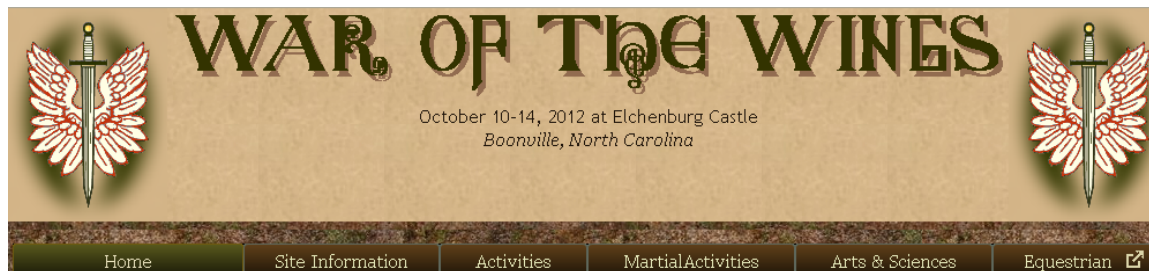 WAR OF THE WINGS
October 10-14, 2012 at Elchenburg Castle
Boonville, North Carolina
Home Site Information Activities MartialActivities Arts & Sciences Equestrian